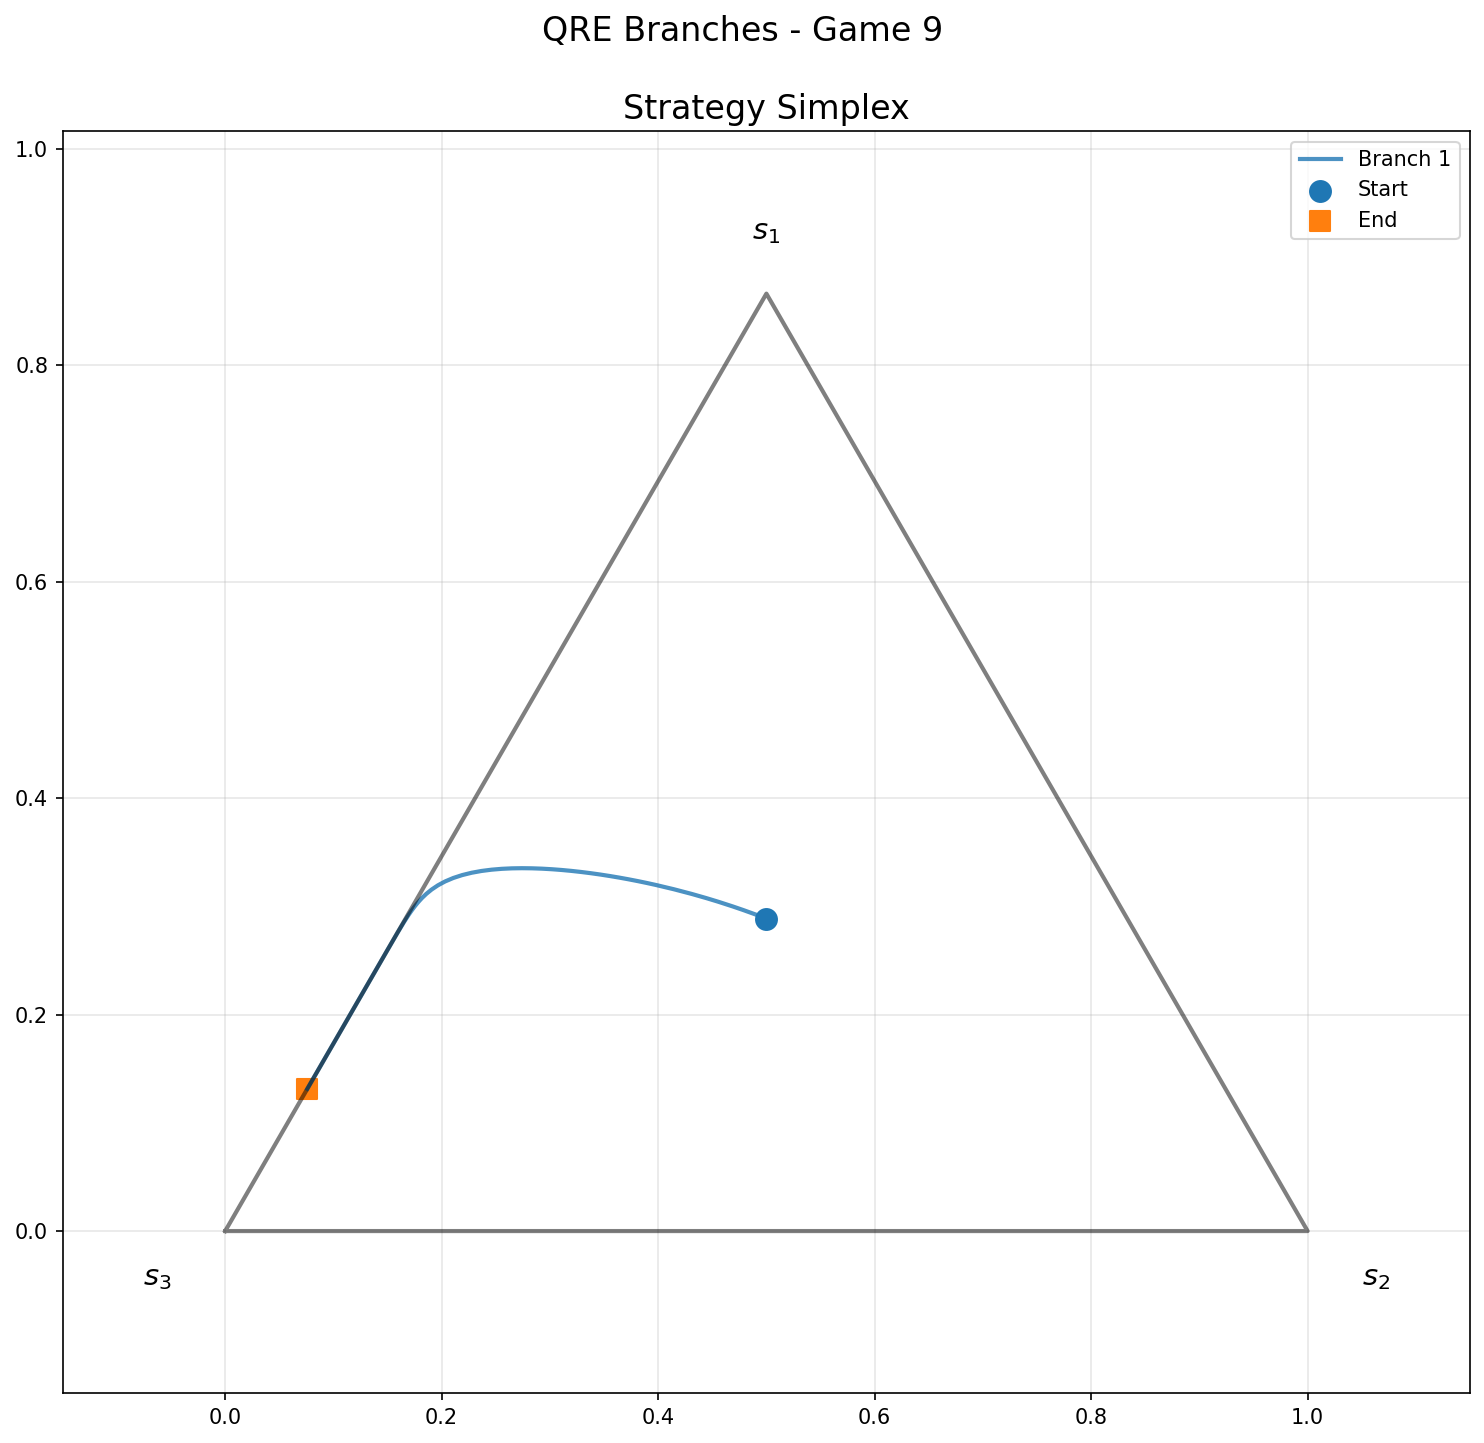 QRE Branches - Game 9
Strategy Simplex
Branch 1
Start
End
1.0
0.8
0.6
0.4
0.2
0.0
s₁
s₃
s₂
0.0 0.2 0.4 0.6 0.8 1.0